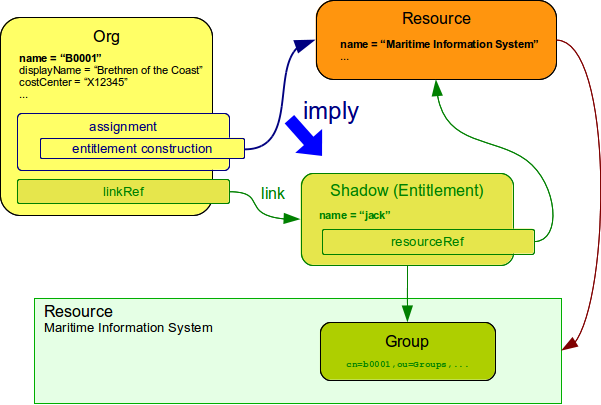 Org
name = “B0001”
displayName = “Brethren of the Coast”
costCenter = “X12345”
...
assignment
entitlement construction
linkRef
Resource
name = “Maritime Information System”
...
imply
link
Shadow (Entitlement)
name = “jack”
resourceRef
Resource
Maritime Information System
Group
cn=b0001,ou=Groups,...